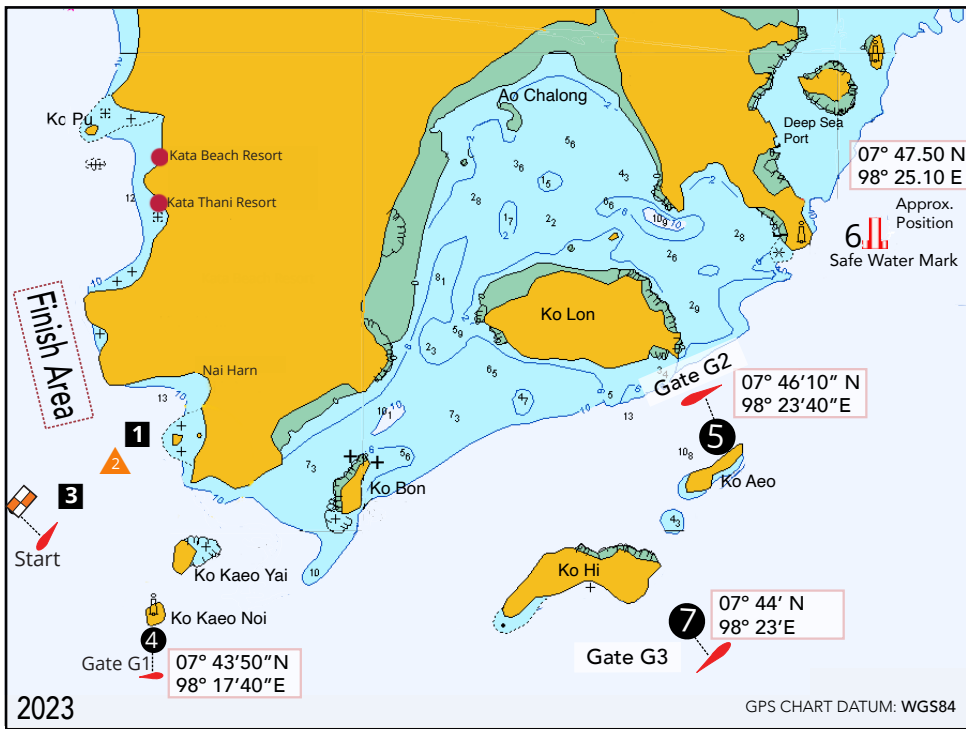 Ao Chalong
Ko Pu
Deep Sea
Port
Kata Beach Resort
Kata Thani Resort
07° 47.50 N
98° 25.10 E
Approx.
Position
6
Safe Water Mark
Finish Area
Ko Lon
Nai Harn
Gate G2
07° 46'10" N
98° 23'40"E
1
2
5
3
Ko Bon
Ko Aeo
Start
Ko Kaeo Yai
Ko Hi
Ko Kaeo Noi
4
Gate G1
07° 43'50"N
98° 17'40"E
7
07° 44' N
98° 23'E
Gate G3
2023
GPS CHART DATUM: WGS84